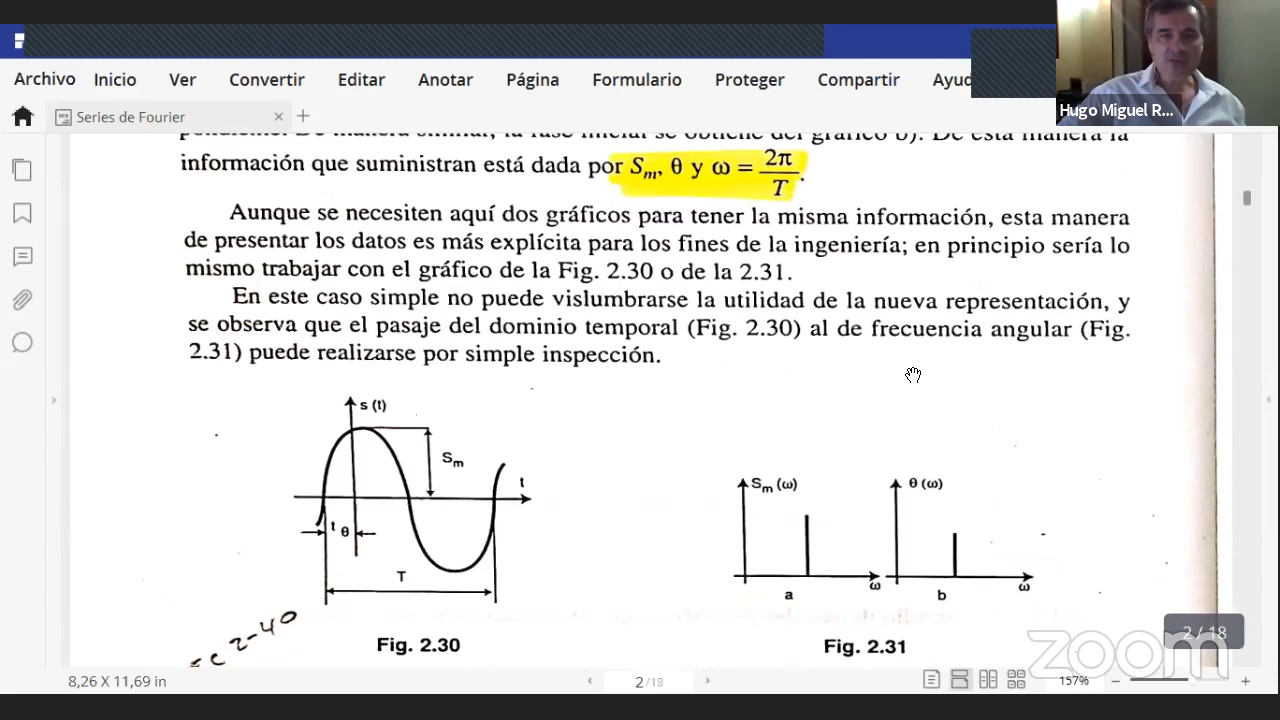 Archivo Inicio Ver Convertir Editar Anotar Página Formulario Proteger Compartir Ayud
Hugo Miguel R...
Series de Fourier × +
información que suministran está dada por Sm, θ y ω = 2π/T.
Aunque se necesiten aquí dos gráficos para tener la misma información, esta manera
de presentar los datos es más explícita para los fines de la ingeniería; en principio sería lo
mismo trabajar con el gráfico de la Fig. 2.30 o de la 2.31.
En este caso simple no puede vislumbrarse la utilidad de la nueva representación, y
se observa que el pasaje del dominio temporal (Fig. 2.30) al de frecuencia angular (Fig.
2.31) puede realizarse por simple inspección.
s (t)
Sm
t
t θ
T
Fig. 2.30
Sm (ω)
ω
a
θ (ω)
ω
b
Fig. 2.31
2-40
2 / 18
zoom
8,26 x 11,69 in
2 /18
157%